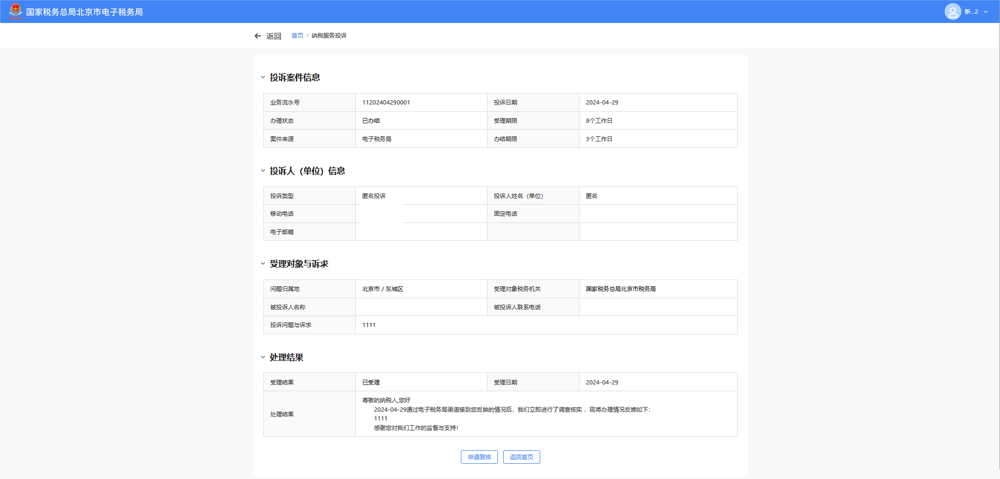 国家税务总局北京市电子税务局
新...2
返回 首页 > 纳税服务投诉
投诉案件信息
业务流水号 11202404290001 投诉日期 2024-04-29
办理状态 已办结 受理期限 8个工作日
案件来源 电子税务局 办结期限 3个工作日
投诉人（单位）信息
投诉类型 匿名投诉 投诉人姓名（单位） 匿名
移动电话 固定电话
电子邮箱
受理对象与诉求
问题归属地 北京市 / 东城区 受理对象税务机关 国家税务总局北京市税务局
被投诉人名称 被投诉人联系电话
投诉问题与诉求 1111
处理结果
受理结果 已受理 受理日期 2024-04-29
处理结果
尊敬的纳税人,您好
2024-04-29通过电子税务局渠道接到您反映的情况后，我们立即进行了调查核实 ，现将办理情况反馈如下：
1111
感谢您对我们工作的监督与支持！
申请复核 返回首页